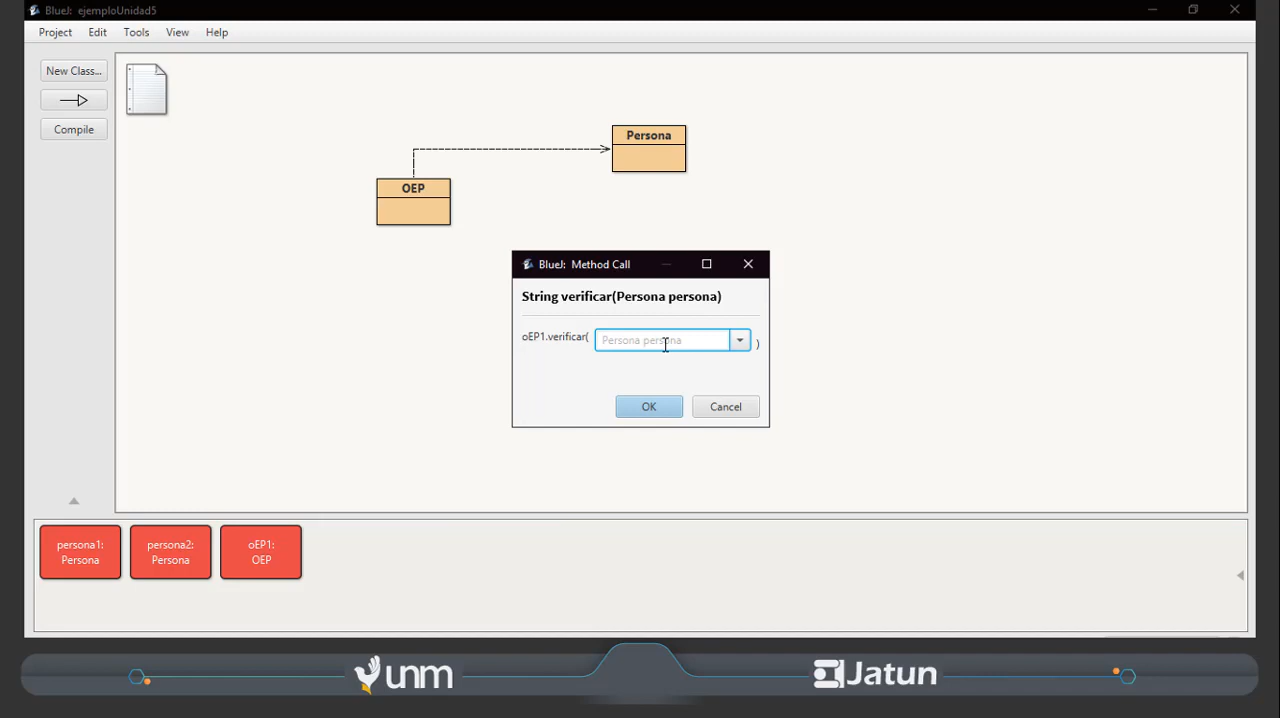 BlueJ: ejemploUnidad5
Project Edit Tools View Help
New Class...
Compile
Persona
OEP
BlueJ: Method Call
String verificar(Persona persona)
oEP1.verificar( Persona persona )
OK Cancel
persona1:
Persona
persona2:
Persona
oEP1:
OEP
unm
Jatun